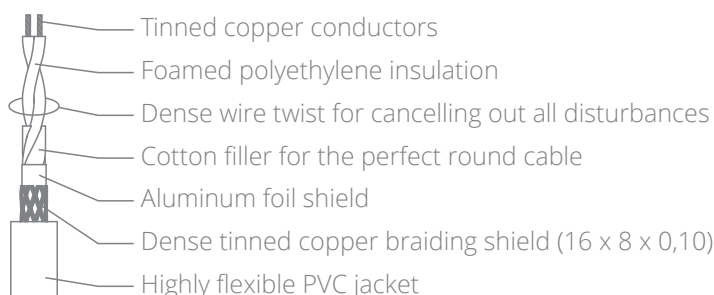 Tinned copper conductors
Foamed polyethylene insulation
Dense wire twist for cancelling out all disturbances
Cotton filler for the perfect round cable
Aluminum foil shield
Dense tinned copper braiding shield (16 x 8 x 0,10)
Highly flexible PVC jacket